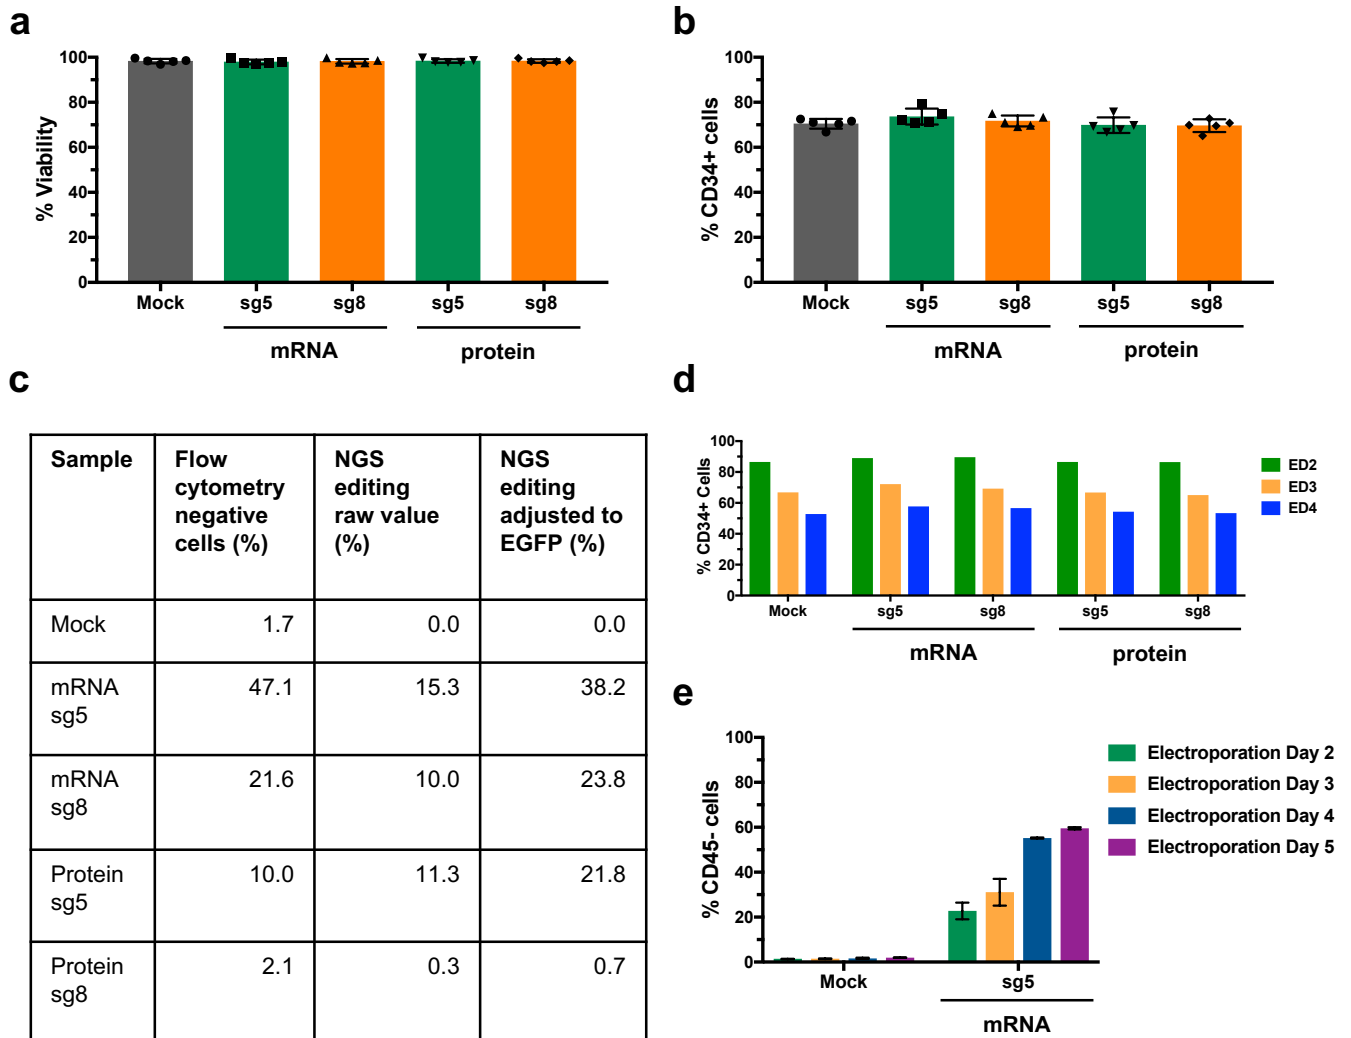 a
% Viability
100
80
60
40
20
0
Mock
sg5
sg8
sg5
sg8
mRNA
protein
b
% CD34+ cells
100
80
60
40
20
0
Mock
sg5
sg8
sg5
sg8
mRNA
protein
c
Sample
Flow
cytometry
negative
cells (%)
NGS
editing
raw value
(%)
NGS
editing
adjusted to
EGFP (%)
Mock
1.7
0.0
0.0
mRNA
sg5
47.1
15.3
38.2
mRNA
sg8
21.6
10.0
23.8
Protein
sg5
10.0
11.3
21.8
Protein
sg8
2.1
0.3
0.7
d
% CD34+ Cells
100
80
60
40
20
0
Mock
sg5
sg8
sg5
sg8
mRNA
protein
ED2
ED3
ED4
e
% CD45- cells
100
80
60
40
20
0
Mock
sg5
mRNA
Electroporation Day 2
Electroporation Day 3
Electroporation Day 4
Electroporation Day 5